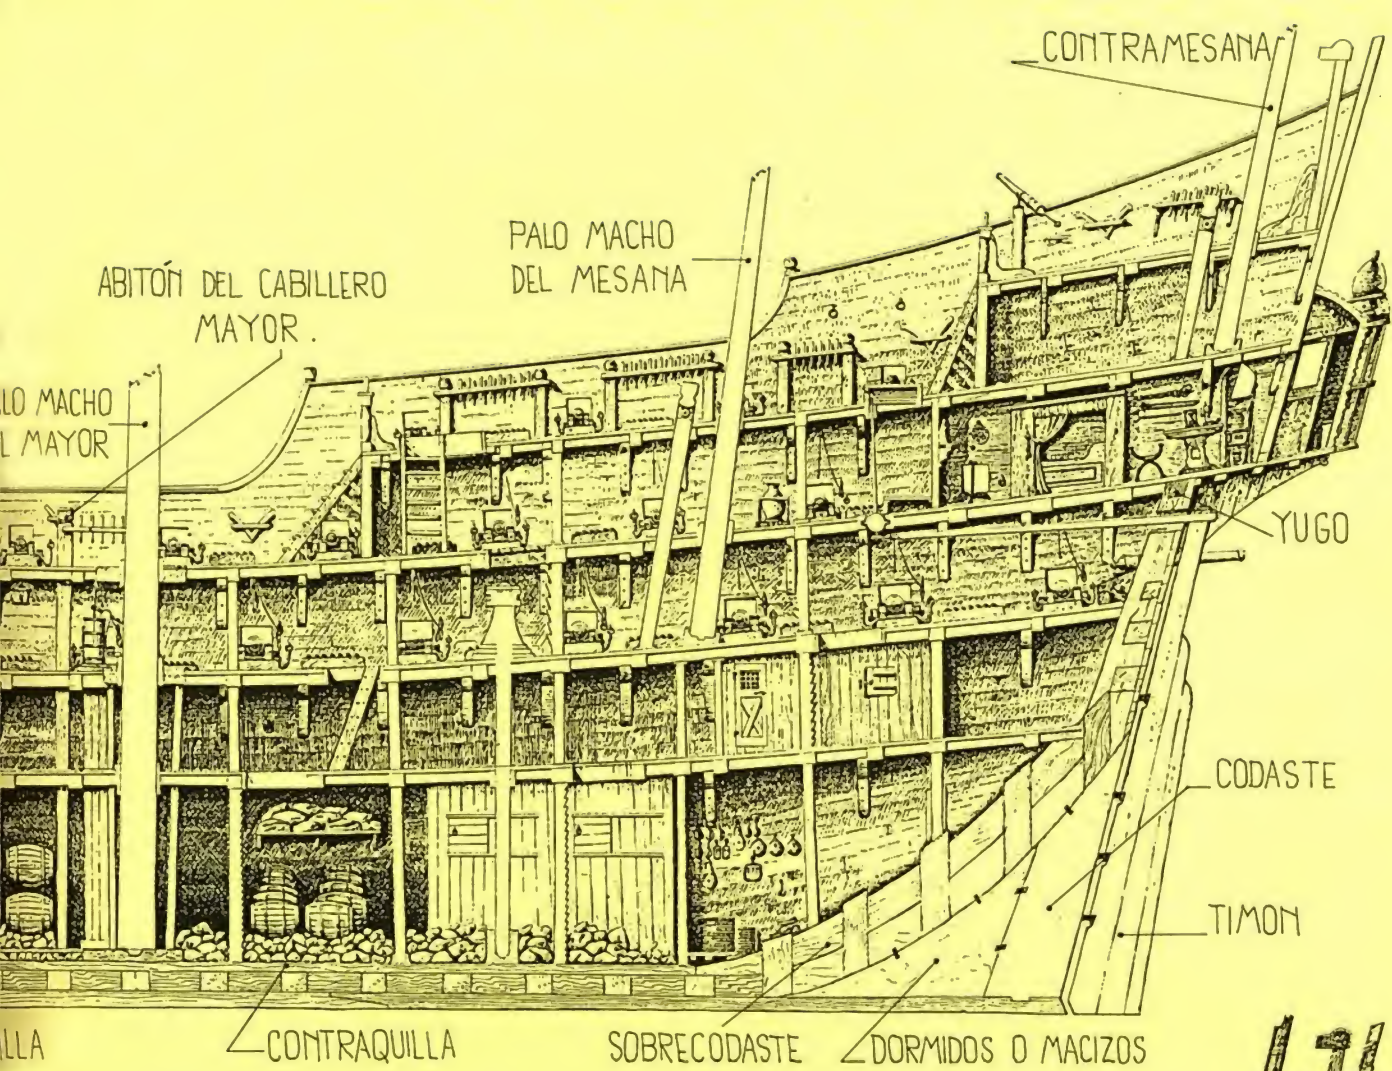 CONTRAMESANA
PALO MACHO
DEL MESANA
ABITÓN DEL CABILLERO
MAYOR.
LO MACHO
L MAYOR
YUGO
CODASTE
TIMON
LLA
CONTRAQUILLA
SOBRECODASTE
DORMIDOS O MACIZOS